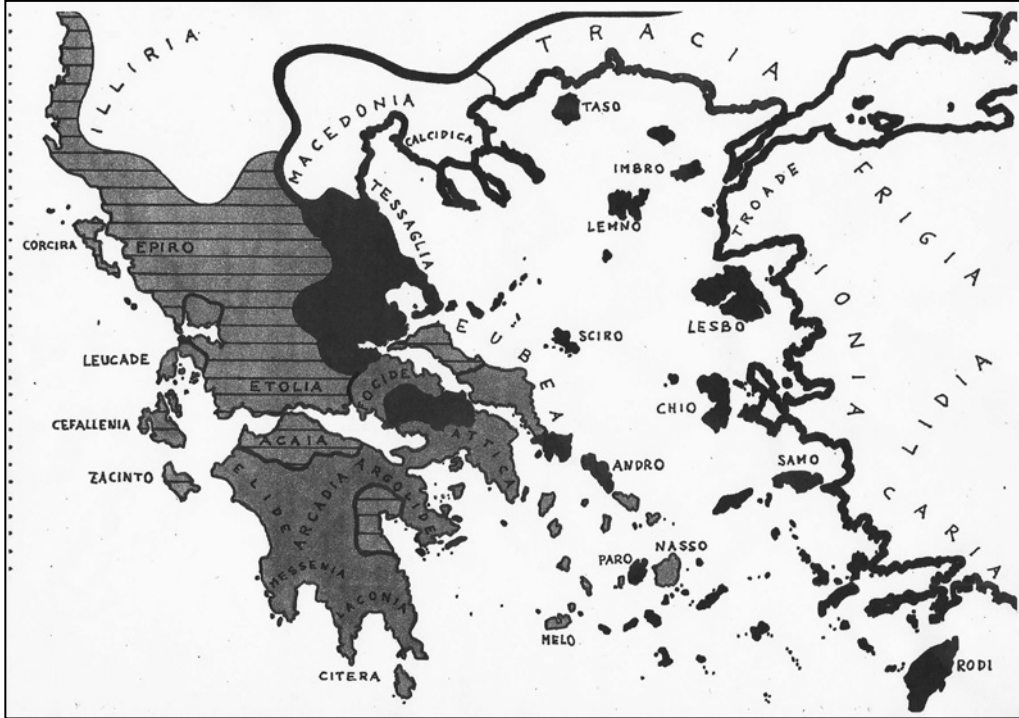 TRACIA
ILLIRIA
MACEDONIA
TASO
CALCIDICA
IMBRO
FRIGIA
TROADE
TESSAGLIA
LEMNO
CORCIRA
EPIRO
IONIA
EUBEA
LESBO
SCIRO
LEUCADE
ETOLIA
FOCIDE
LIDIA
CHIO
CEFALLENIA
ACAIA
ATTICA
SAMO
ANDRO
ZACINTO
ELIDE
ARCADIA
ARGOLIDE
CARIA
NASSO
PARO
MESSENIA
LACONIA
MELO
CITERA
RODI